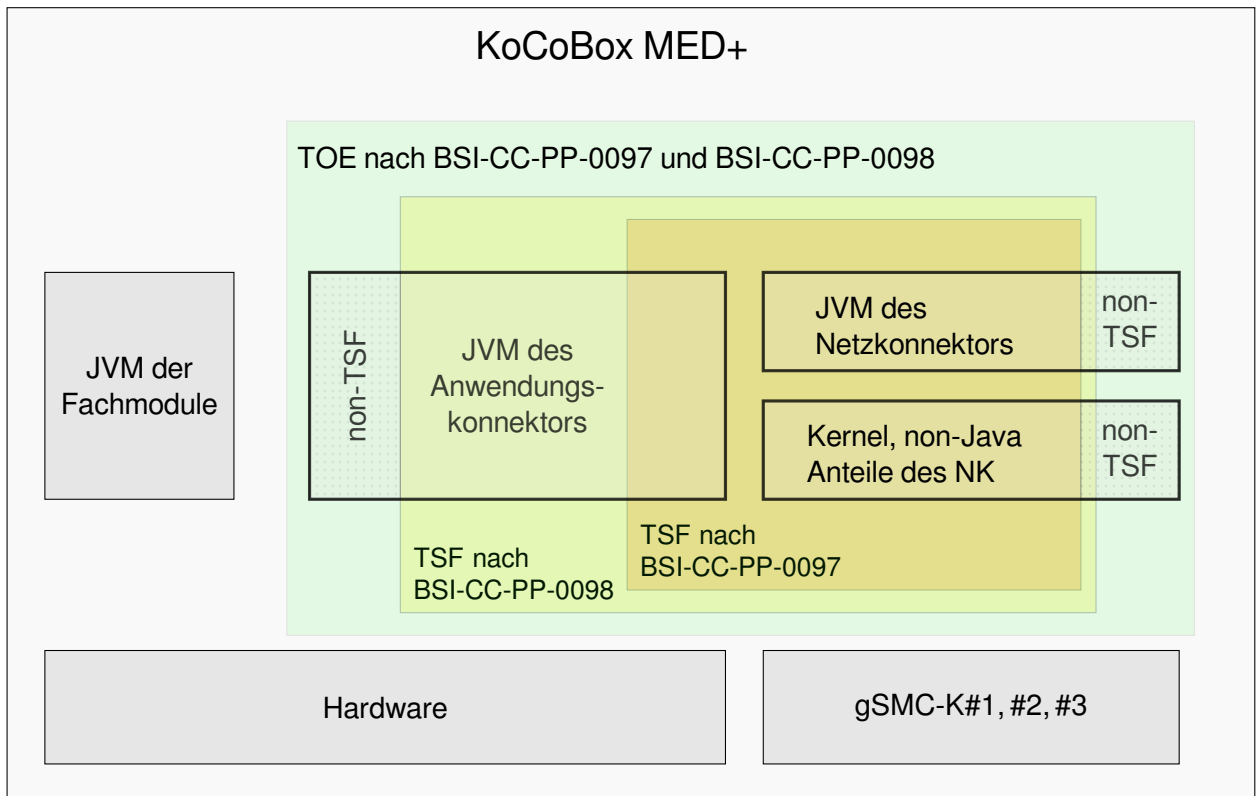 KoCoBox MED+
TOE nach BSI-CC-PP-0097 und BSI-CC-PP-0098
JVM der
Fachmodule
non-TSF
JVM des
Anwendungs-
konnektors
JVM des
Netzkonnektors
non-
TSF
Kernel, non-Java
Anteile des NK
non-
TSF
TSF nach
BSI-CC-PP-0098
TSF nach
BSI-CC-PP-0097
Hardware
gSMC-K#1, #2, #3